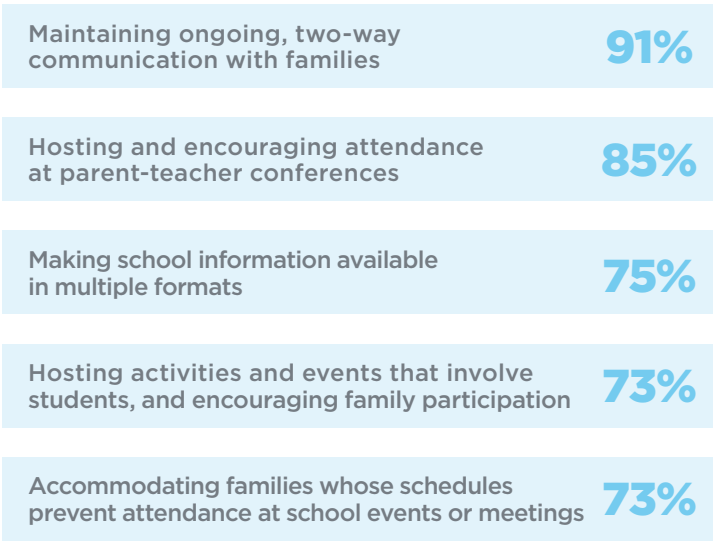 Maintaining ongoing, two-way
communication with families
91%
Hosting and encouraging attendance
at parent-teacher conferences
85%
Making school information available
in multiple formats
75%
Hosting activities and events that involve
students, and encouraging family participation
73%
Accommodating families whose schedules
prevent attendance at school events or meetings
73%